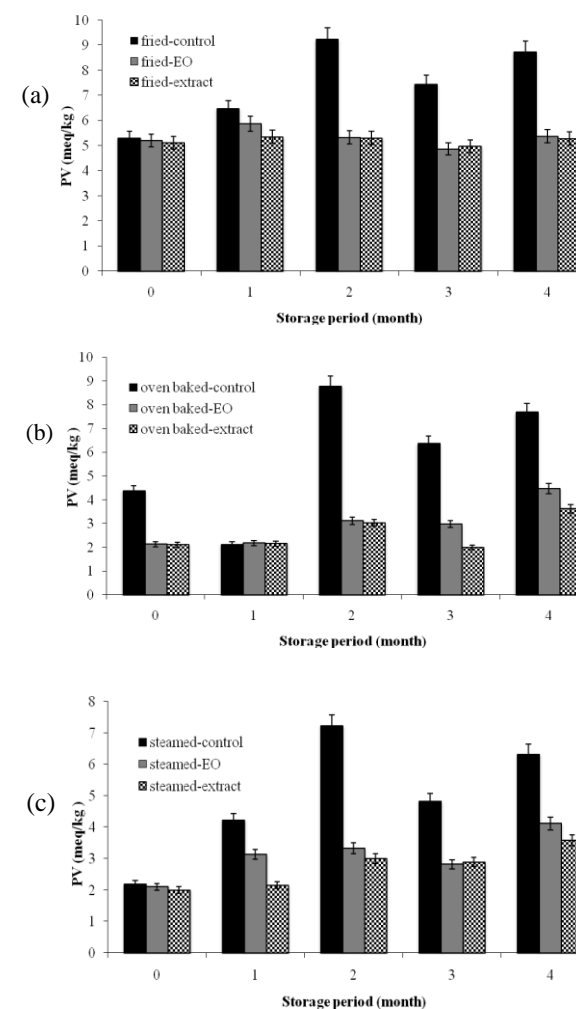 (a)
PV (meq/kg )
10
9
8
7
6
5
4
3
2
1
0
fried-control
fried-EO
fried-extract
0 1 2 3 4
Storage period (month)
(b)
PV (meq/kg )
10
9
8
7
6
5
4
3
2
1
0
oven baked-control
oven baked-EO
oven baked-extract
0 1 2 3 4
Storage period (month)
(c)
PV (meq/kg )
8
7
6
5
4
3
2
1
0
steamed-control
steamed-EO
steamed-extract
0 1 2 3 4
Storage period (month)